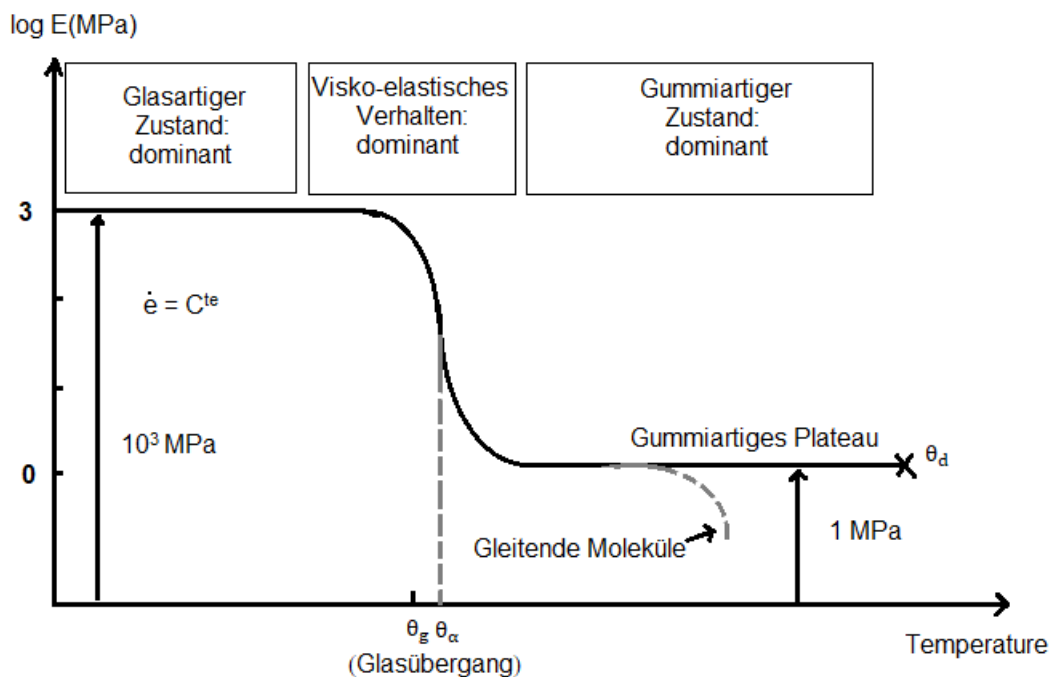 log E(MPa)
Glasartiger
Zustand:
dominant
Visko-elastisches
Verhalten:
dominant
Gummiartiger
Zustand:
dominant
3
ė = Cᵗᵉ
10³ MPa
Gummiartiges Plateau
θd
0
1 MPa
Gleitende Moleküle
θg θα
(Glasübergang)
Temperature